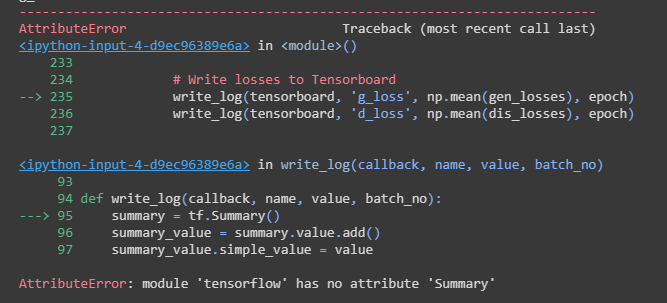 ---------------------------------------------------------------------------
AttributeError                            Traceback (most recent call last)
<ipython-input-4-d9ec96389e6a> in <module>()
    233
    234             # Write losses to Tensorboard
--> 235             write_log(tensorboard, 'g_loss', np.mean(gen_losses), epoch)
    236             write_log(tensorboard, 'd_loss', np.mean(dis_losses), epoch)
    237
<ipython-input-4-d9ec96389e6a> in write_log(callback, name, value, batch_no)
     93
     94 def write_log(callback, name, value, batch_no):
---> 95     summary = tf.Summary()
     96     summary_value = summary.value.add()
     97     summary_value.simple_value = value
AttributeError: module 'tensorflow' has no attribute 'Summary'